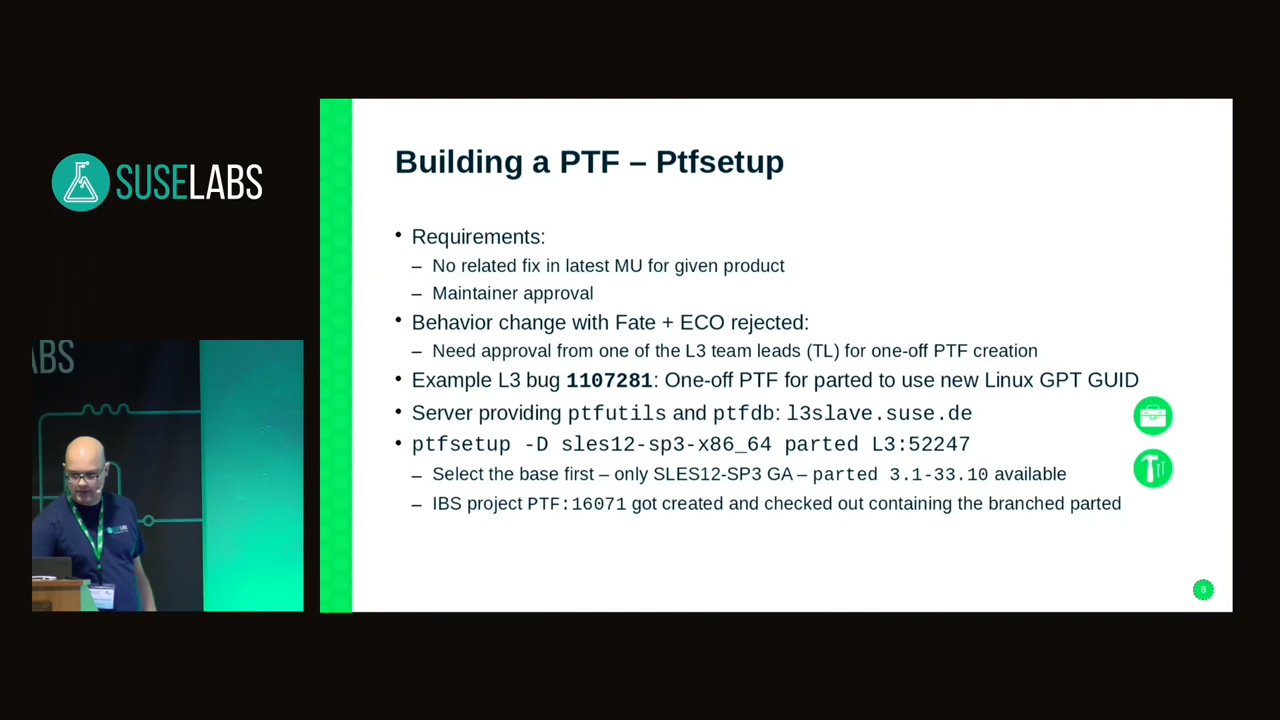 SUSELABS
Building a PTF – Ptfsetup
• Requirements:
– No related fix in latest MU for given product
– Maintainer approval
• Behavior change with Fate + ECO rejected:
– Need approval from one of the L3 team leads (TL) for one-off PTF creation
• Example L3 bug 1107281: One-off PTF for parted to use new Linux GPT GUID
• Server providing ptfutils and ptfdb: l3slave.suse.de
• ptfsetup -D sles12-sp3-x86_64 parted L3:52247
– Select the base first – only SLES12-SP3 GA – parted 3.1-33.10 available
– IBS project PTF:16071 got created and checked out containing the branched parted
8
ABS